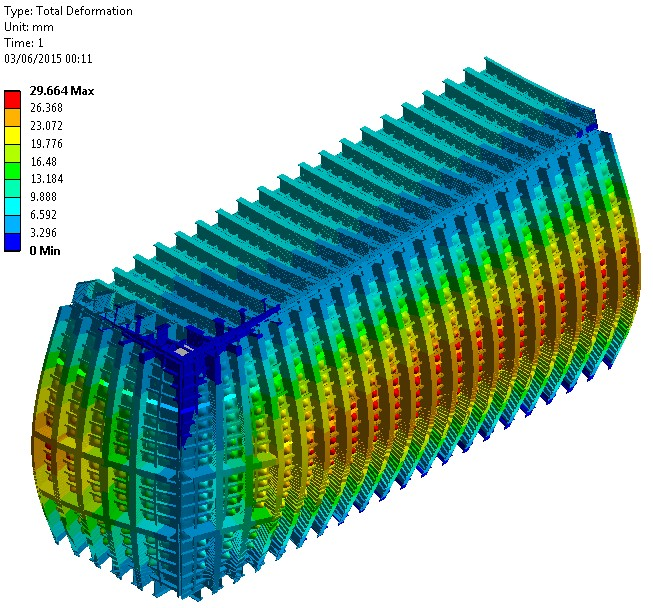 Type: Total Deformation
Unit: mm
Time: 1
03/06/2015 00:11
29.664 Max
26.368
23.072
19.776
16.48
13.184
9.888
6.592
3.296
0 Min